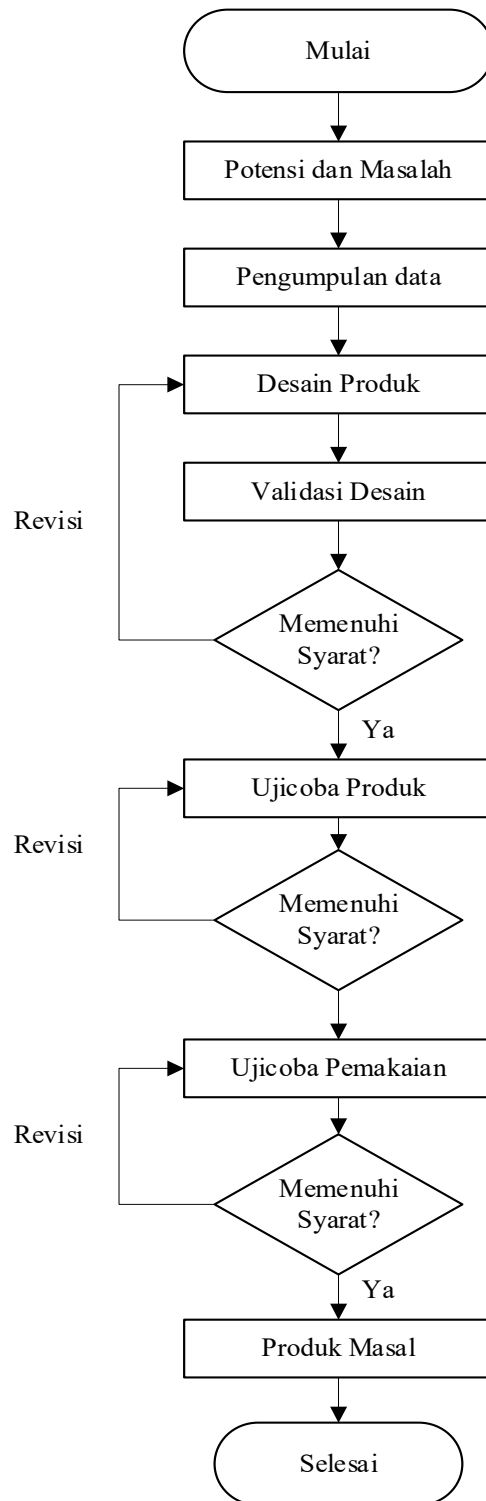 Mulai
Potensi dan Masalah
Pengumpulan data
Desain Produk
Validasi Desain
Revisi
Memenuhi
Syarat?
Ya
Ujicoba Produk
Revisi
Memenuhi
Syarat?
Ujicoba Pemakaian
Revisi
Memenuhi
Syarat?
Ya
Produk Masal
Selesai